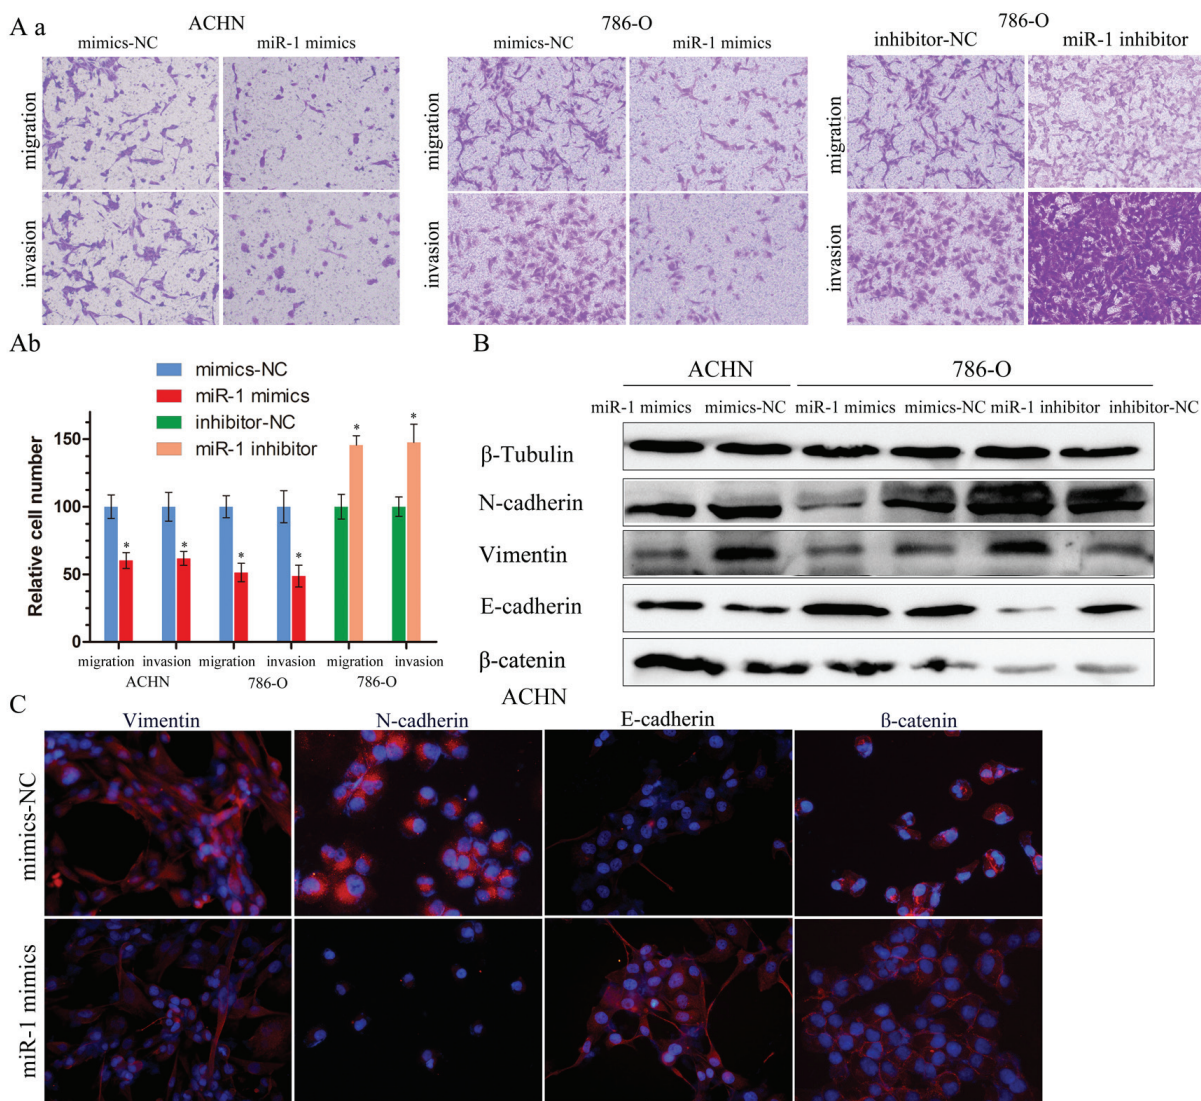 A a
ACHN
mimics-NC miR-1 mimics
786-O
mimics-NC miR-1 mimics
786-O
inhibitor-NC miR-1 inhibitor
migration
invasion
migration
invasion
migration
invasion
Ab
mimics-NC
miR-1 mimics
inhibitor-NC
miR-1 inhibitor
Relative cell number
150
100
50
0
* * * * * *
migration invasion migration invasion migration invasion
ACHN 786-O 786-O
B
ACHN 786-O
miR-1 mimics mimics-NC miR-1 mimics mimics-NC miR-1 inhibitor inhibitor-NC
β-Tubulin
N-cadherin
Vimentin
E-cadherin
β-catenin
C
ACHN
Vimentin N-cadherin E-cadherin ß-catenin
mimics-NC
miR-1 mimics